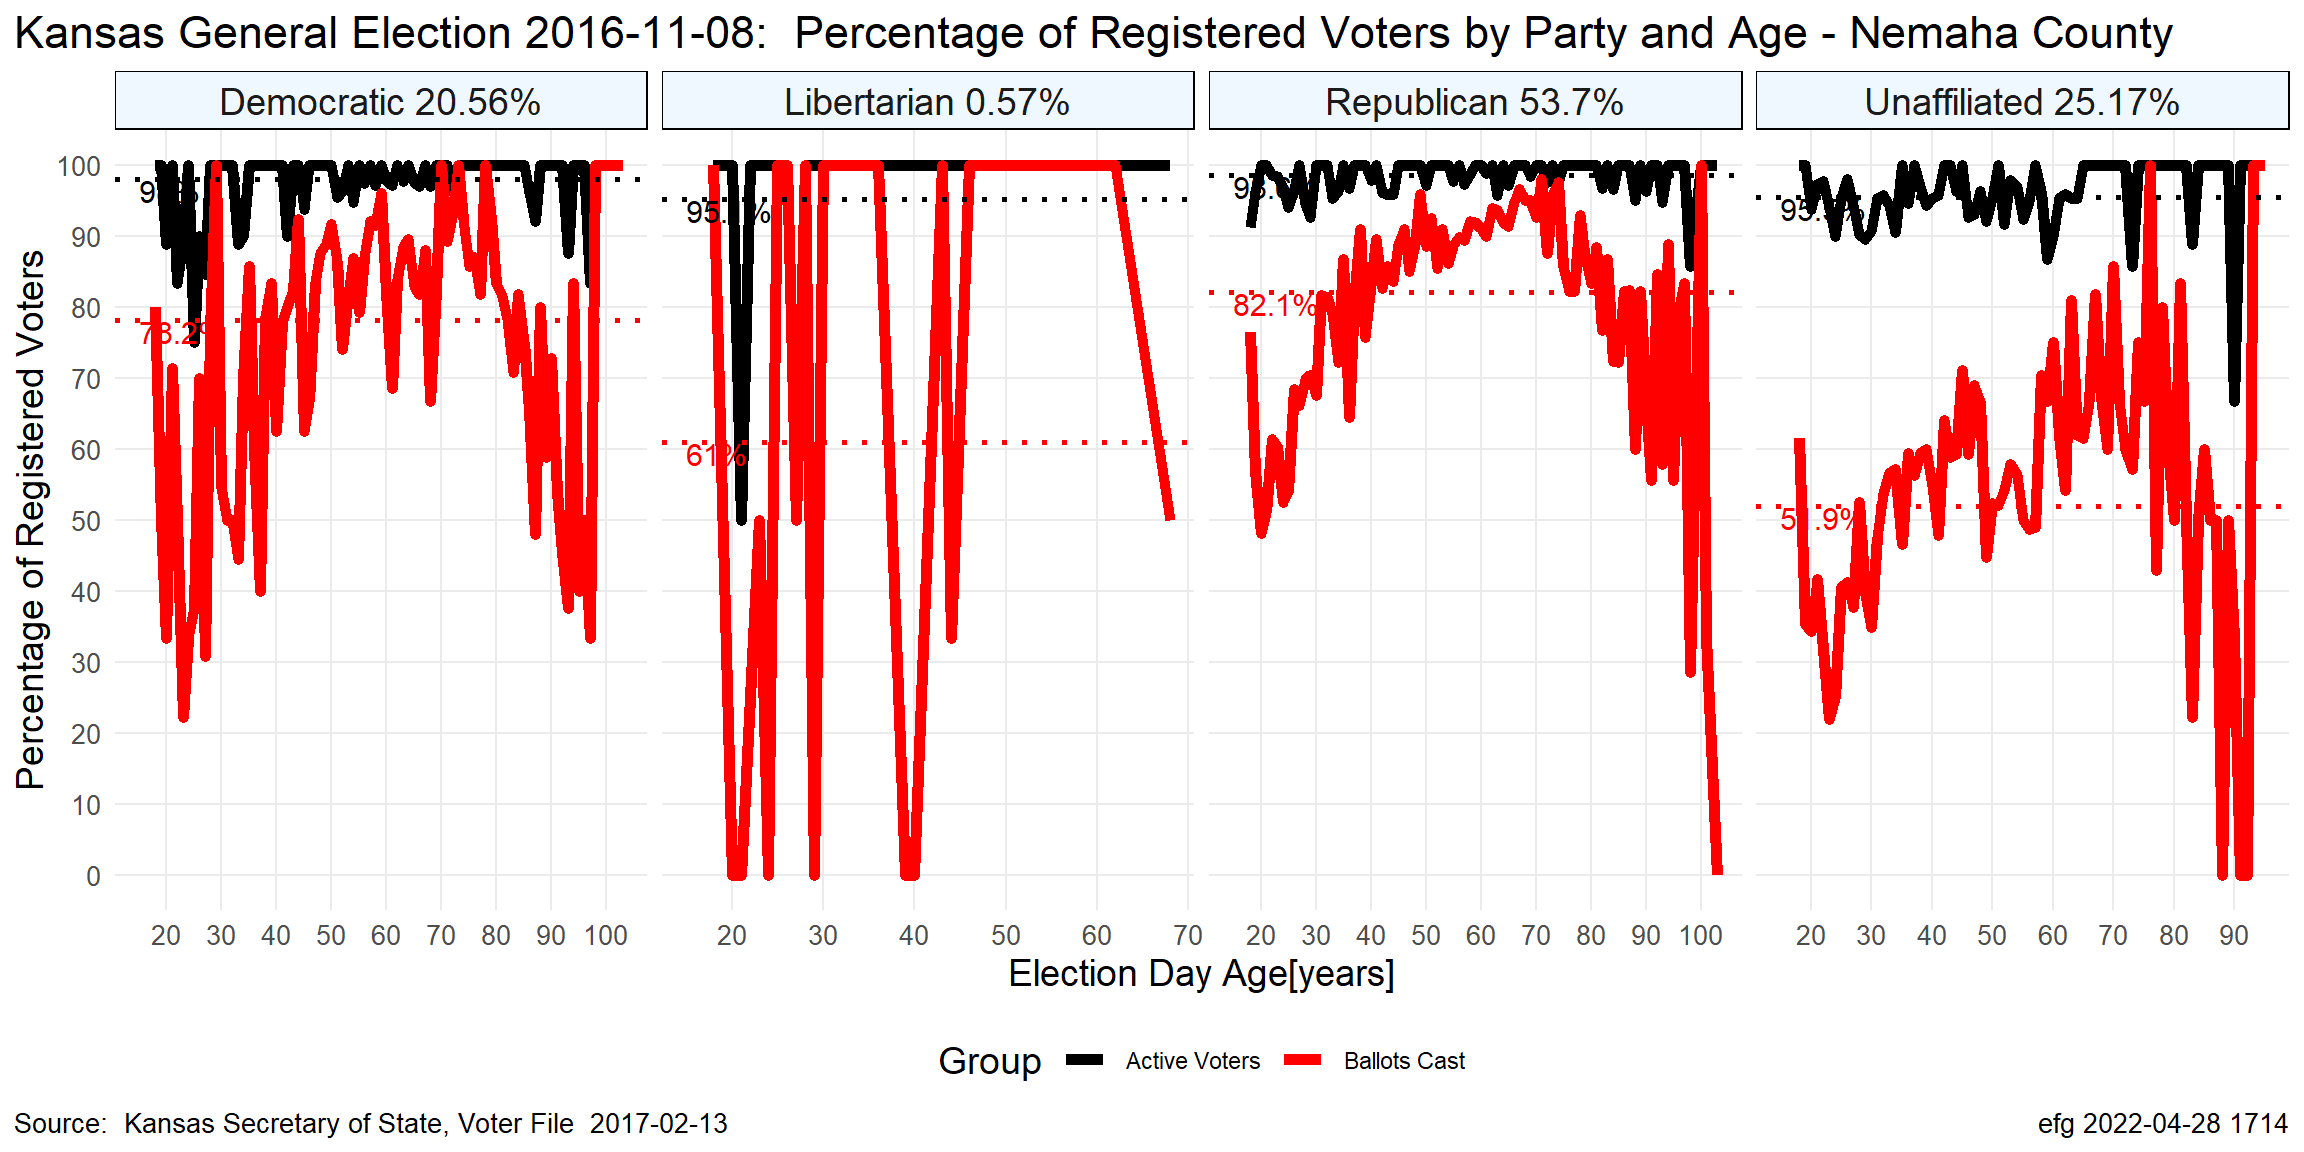 Kansas General Election 2016-11-08:  Percentage of Registered Voters by Party and Age - Nemaha County
Democratic 20.56%
Libertarian 0.57%
Republican 53.7%
Unaffiliated 25.17%
Percentage of Registered Voters
100
90
80
70
60
50
40
30
20
10
0
82.1%
61%
20 30 40 50 60 70 80 90 100
20 30 40 50 60 70
20 30 40 50 60 70 80 90 100
20 30 40 50 60 70 80 90
Election Day Age[years]
Group Active Voters Ballots Cast
Source:  Kansas Secretary of State, Voter File  2017-02-13
efg 2022-04-28 1714